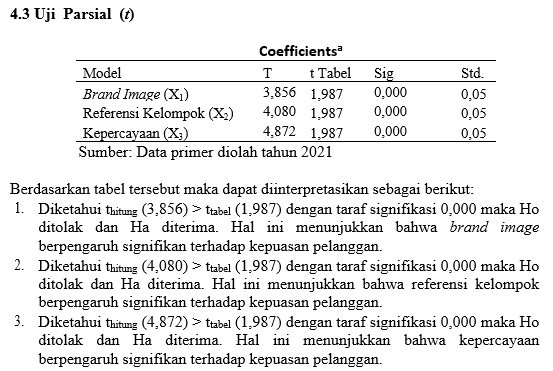 4.3 Uji Parsial (t)
Coefficientsª
Model T t Tabel Sig Std.
Brand Image (X₁) 3,856 1,987 0,000 0,05
Referensi Kelompok (X₂) 4,080 1,987 0,000 0,05
Kepercayaan (X₃) 4,872 1,987 0,000 0,05
Sumber: Data primer diolah tahun 2021
Berdasarkan tabel tersebut maka dapat diinterpretasikan sebagai berikut:
1. Diketahui thitung (3,856) > ttabel (1,987) dengan taraf signifikasi 0,000 maka Ho
ditolak dan Ha diterima. Hal ini menunjukkan bahwa brand image
berpengaruh signifikan terhadap kepuasan pelanggan.
2. Diketahui thitung (4,080) > ttabel (1,987) dengan taraf signifikasi 0,000 maka Ho
ditolak dan Ha diterima. Hal ini menunjukkan bahwa referensi kelompok
berpengaruh signifikan terhadap kepuasan pelanggan.
3. Diketahui thitung (4,872) > ttabel (1,987) dengan taraf signifikasi 0,000 maka Ho
ditolak dan Ha diterima. Hal ini menunjukkan bahwa kepercayaan
berpengaruh signifikan terhadap kepuasan pelanggan.